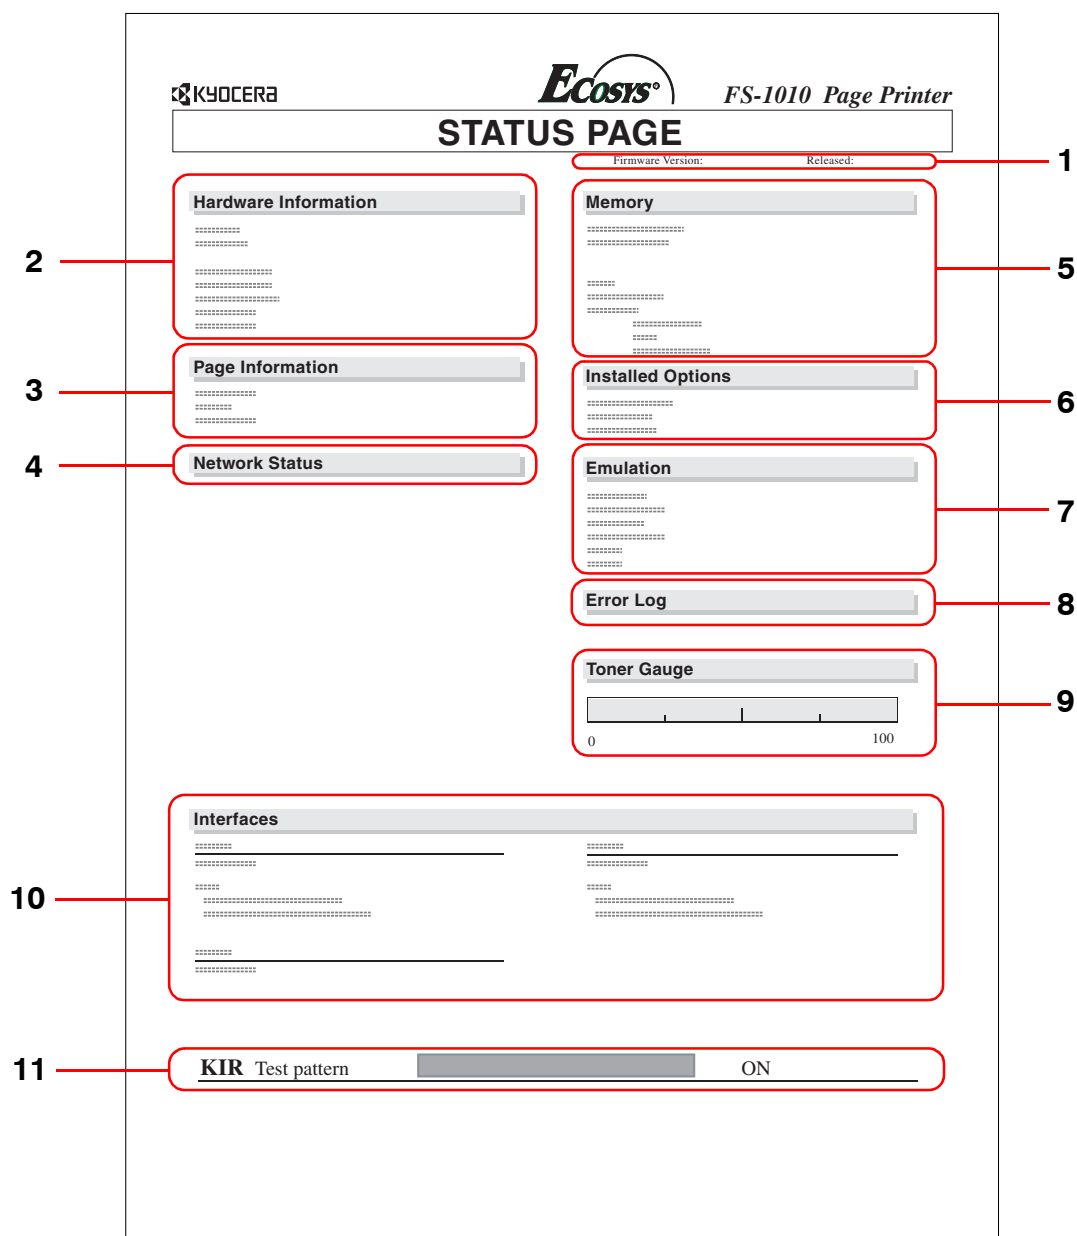 KYOCERA
ECOSYS
FS-1010 Page Printer
STATUS PAGE
Firmware Version: Released:
1
Hardware Information
2
Page Information
3
Network Status
4
Memory
5
Installed Options
6
Emulation
7
Error Log
8
Toner Gauge
0 100
9
Interfaces
10
KIR Test pattern ON
11